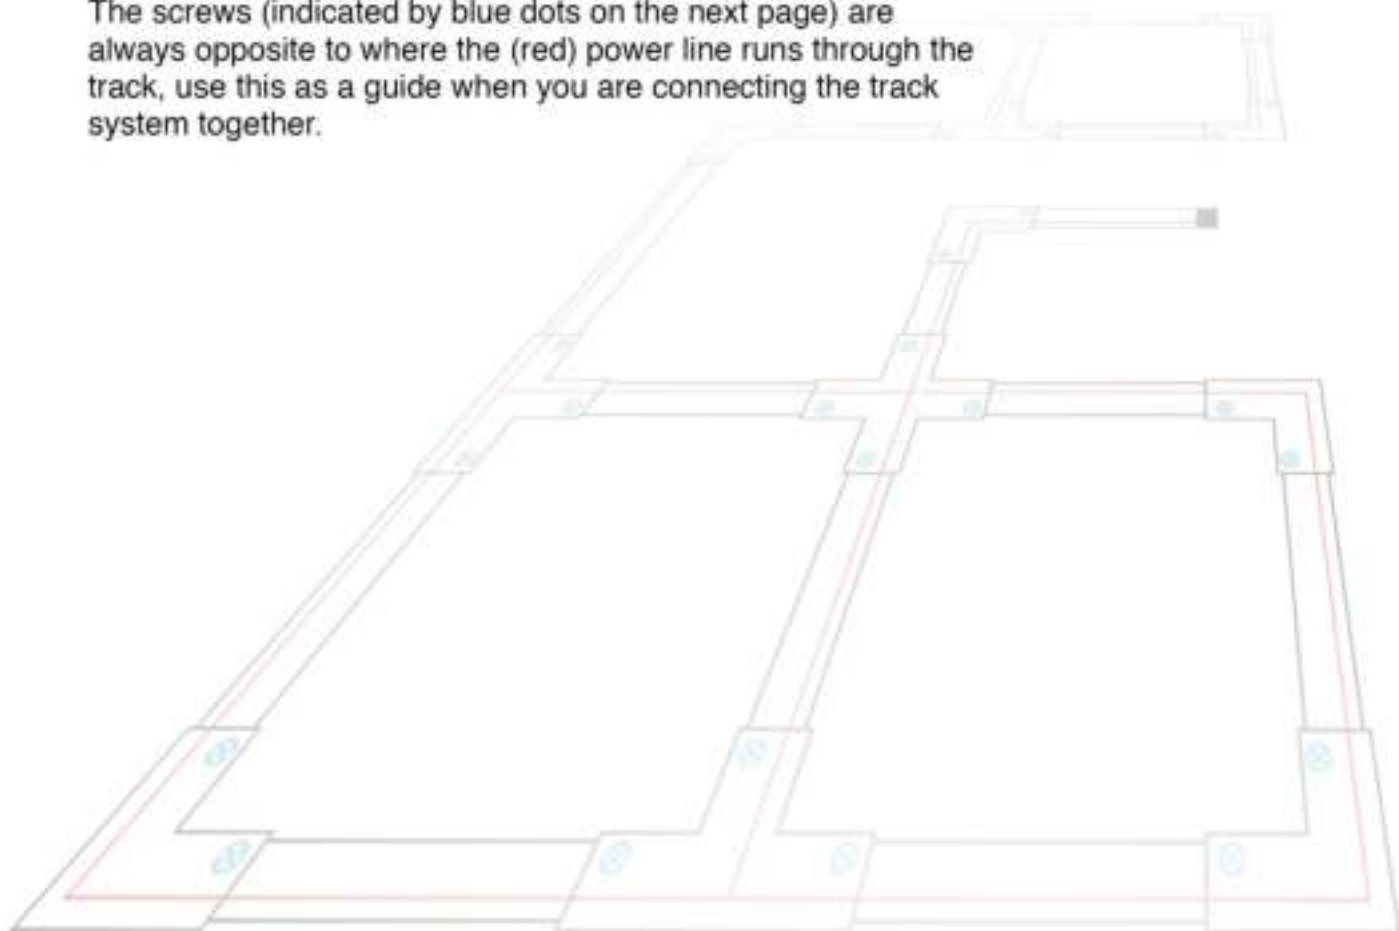 The screws (indicated by blue dots on the next page) are
always opposite to where the (red) power line runs through the
track, use this as a guide when you are connecting the track
system together.